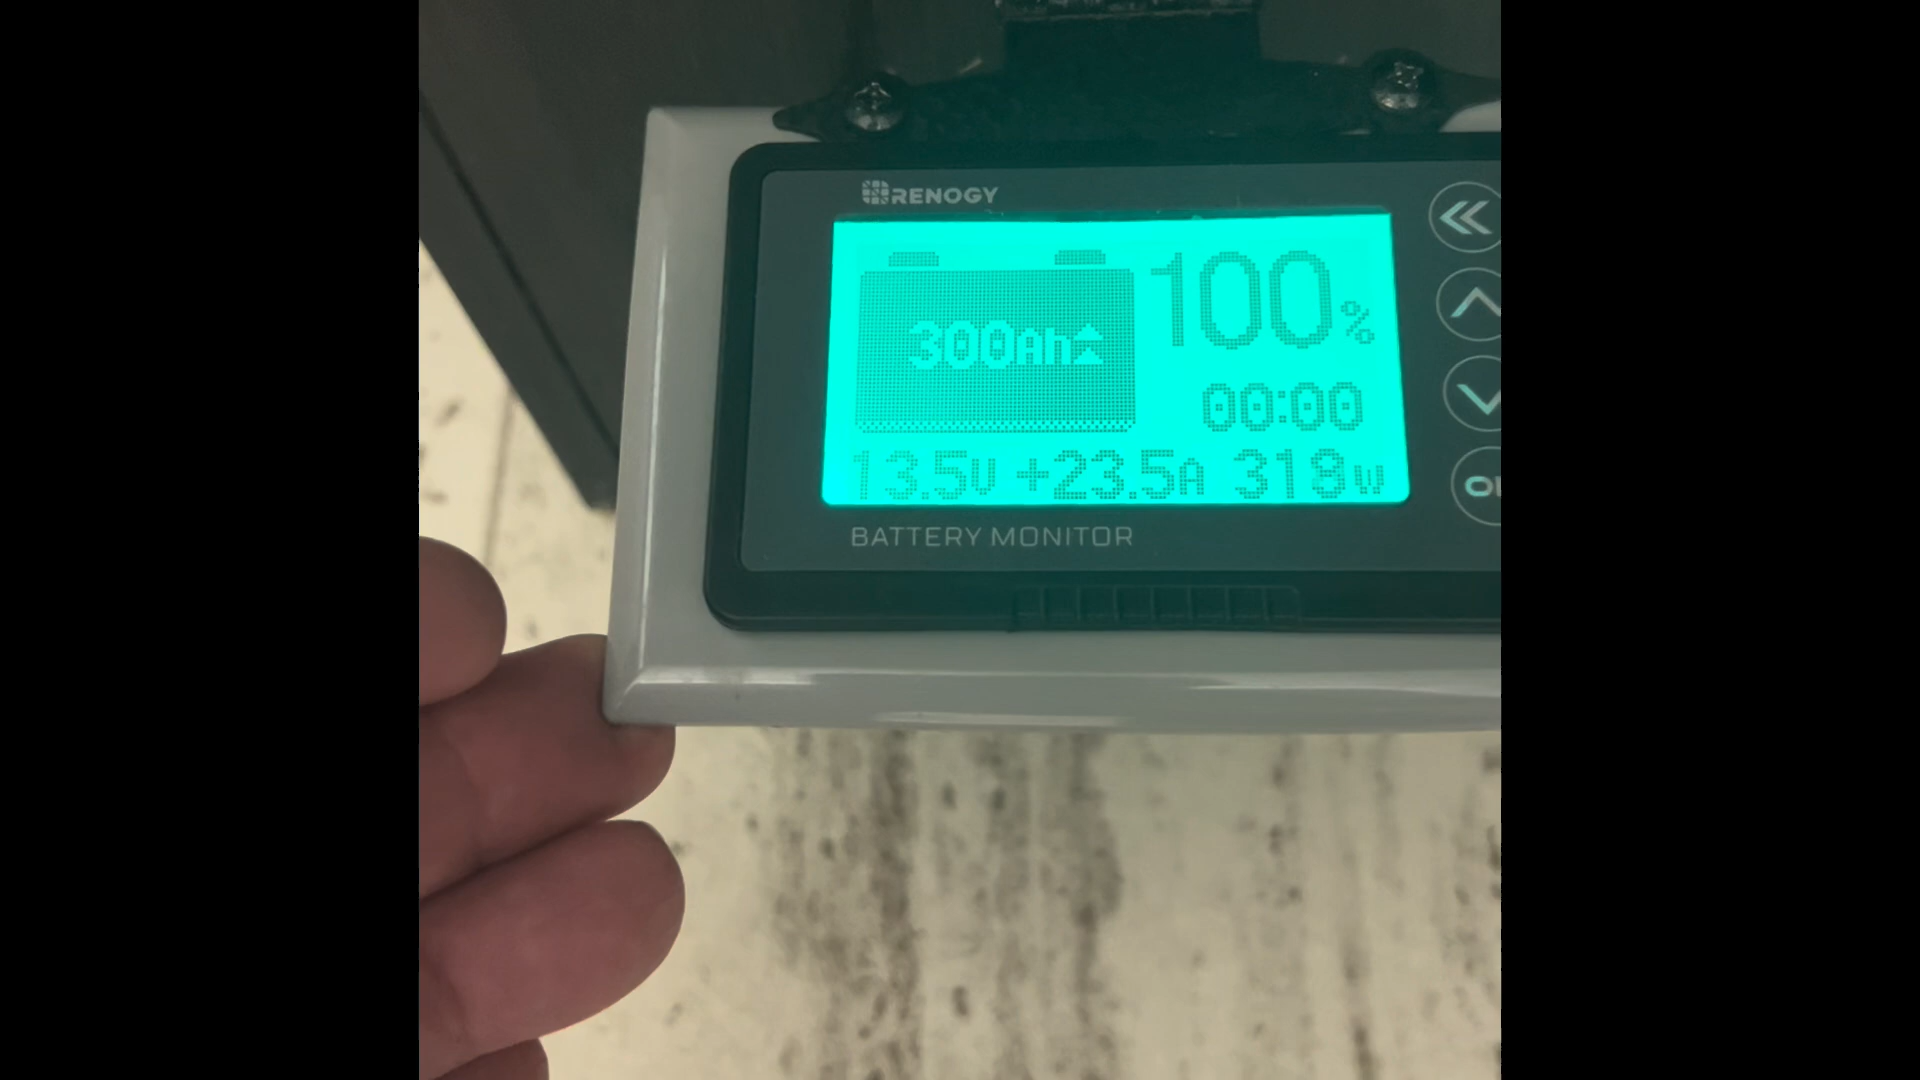 RENOGY
300Ah
100%
00:00
13.5V +23.5A 318W
BATTERY MONITOR